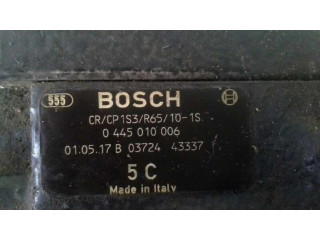 555 BOSCH
CR/CP1S3/R65/10-1S
0 445 010 006
01.05.17 B 03724 43337
5 C
Made in Italy